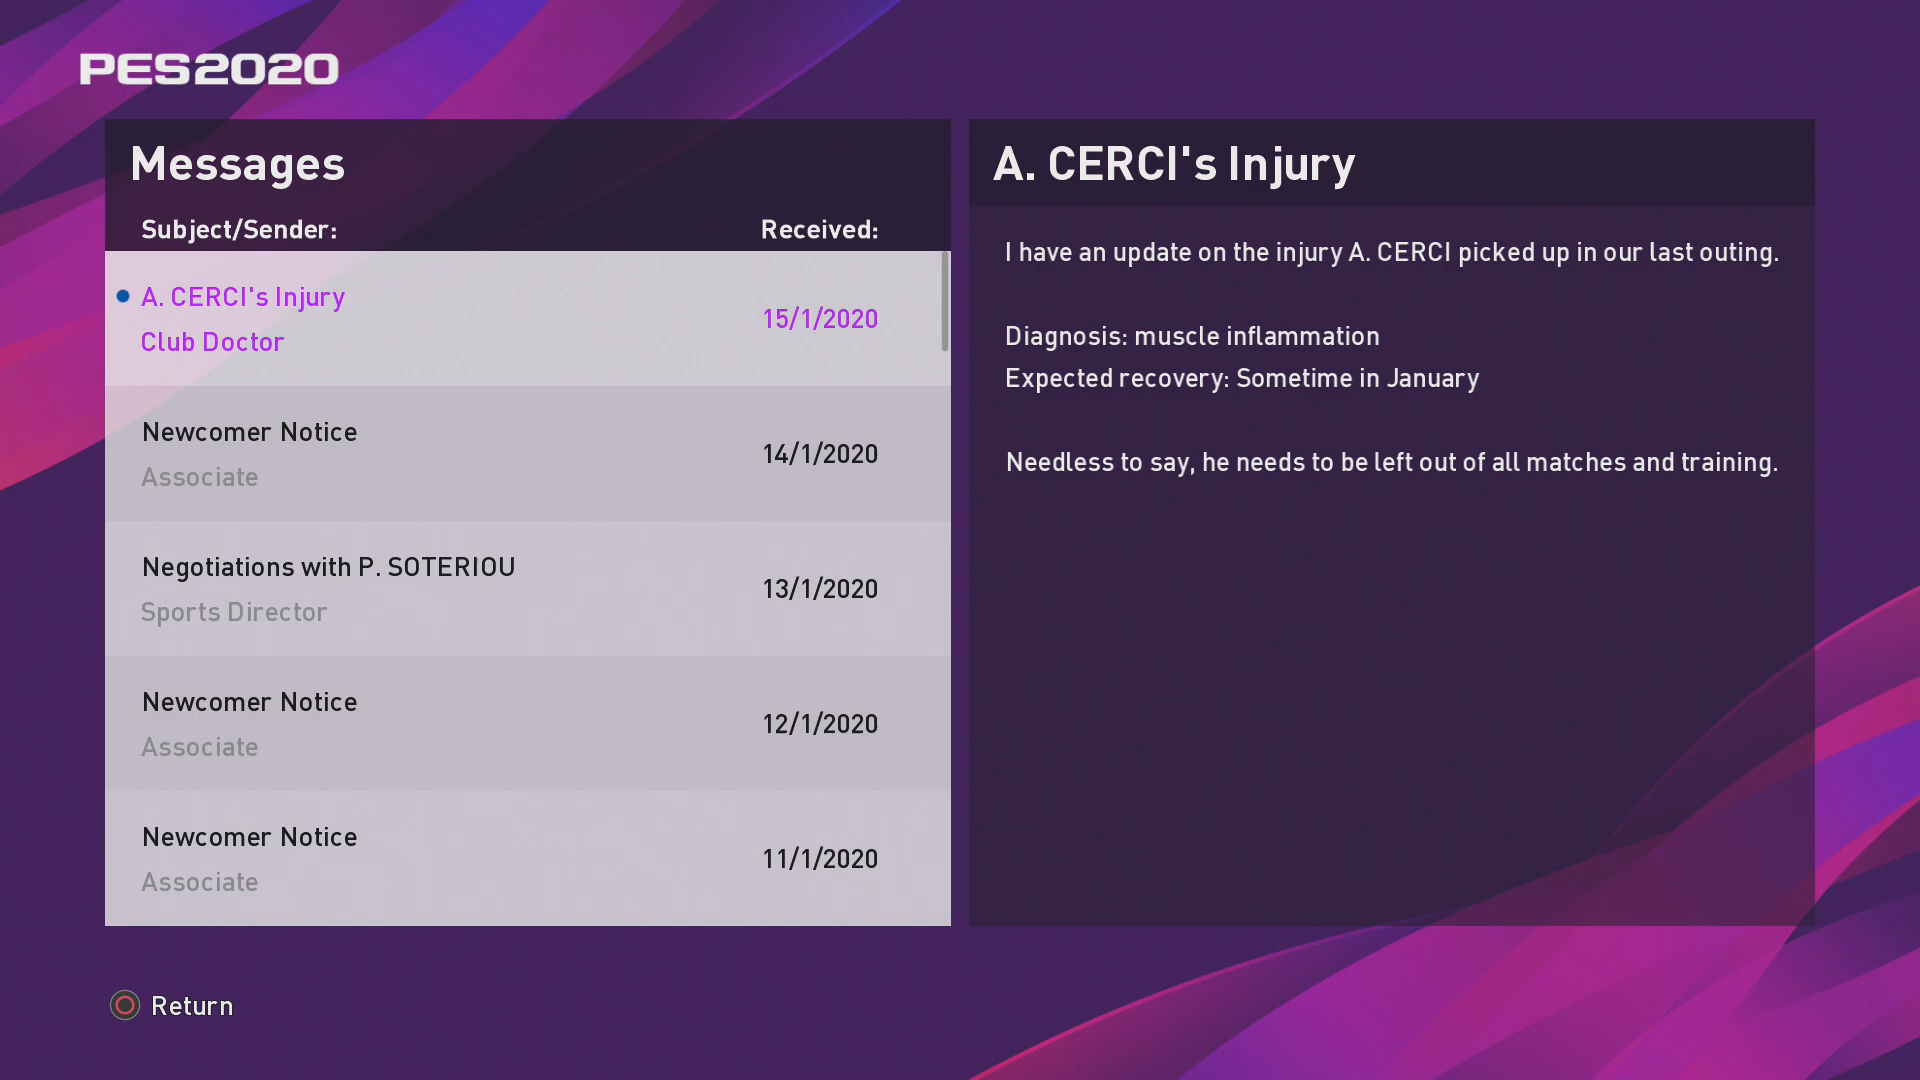 PES2020
Messages
Subject/Sender: Received:
A. CERCI's Injury
Club Doctor
15/1/2020
Newcomer Notice
Associate
14/1/2020
Negotiations with P. SOTERIOU
Sports Director
13/1/2020
Newcomer Notice
Associate
12/1/2020
Newcomer Notice
Associate
11/1/2020
A. CERCI's Injury
I have an update on the injury A. CERCI picked up in our last outing.
Diagnosis: muscle inflammation
Expected recovery: Sometime in January
Needless to say, he needs to be left out of all matches and training.
Return